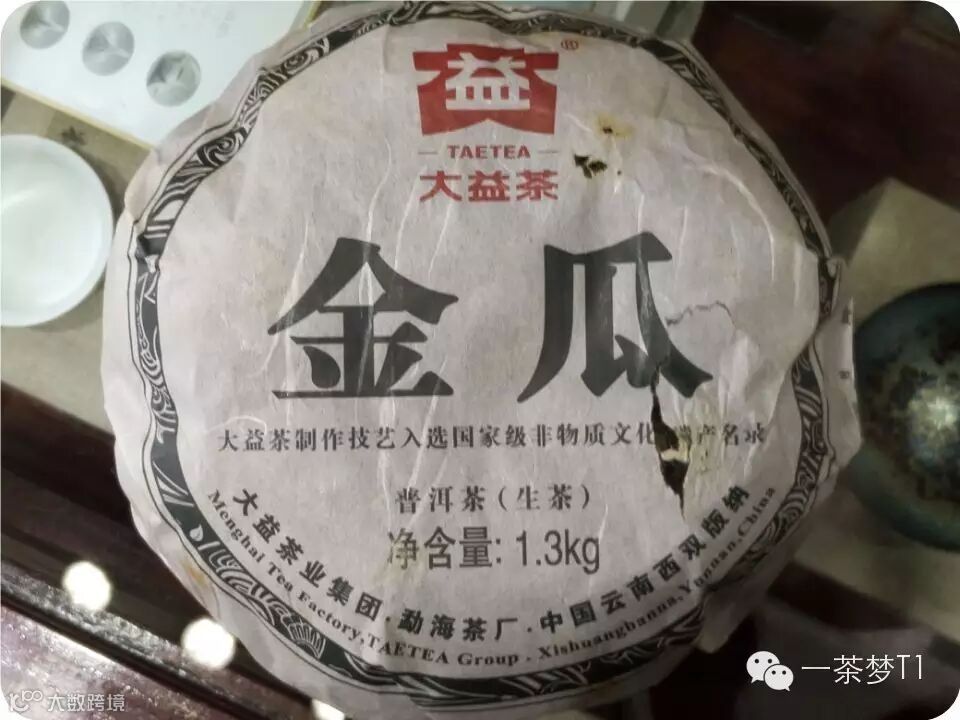 益
®
TAETEA
大益茶
金瓜
大益茶制作技艺入选国家级非物质文化遗产名录
普洱茶(生茶)
净含量: 1.3kg
大益茶业集团·勐海茶厂·中国云南西双版纳
Menghai Tea Factory,TAETEA Group . Xishuangbanna,Yunnan,China
一茶梦T1
大数跨境